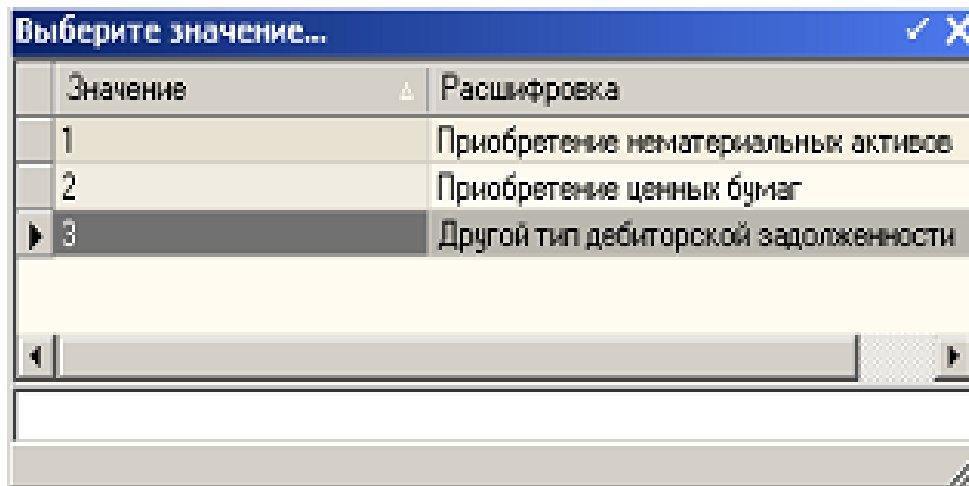 Выберите значение...
Значение Расшифровка
1 Приобретение нематериальных активов
2 Приобретение ценных бумаг
3 Другой тип дебиторской задолженности